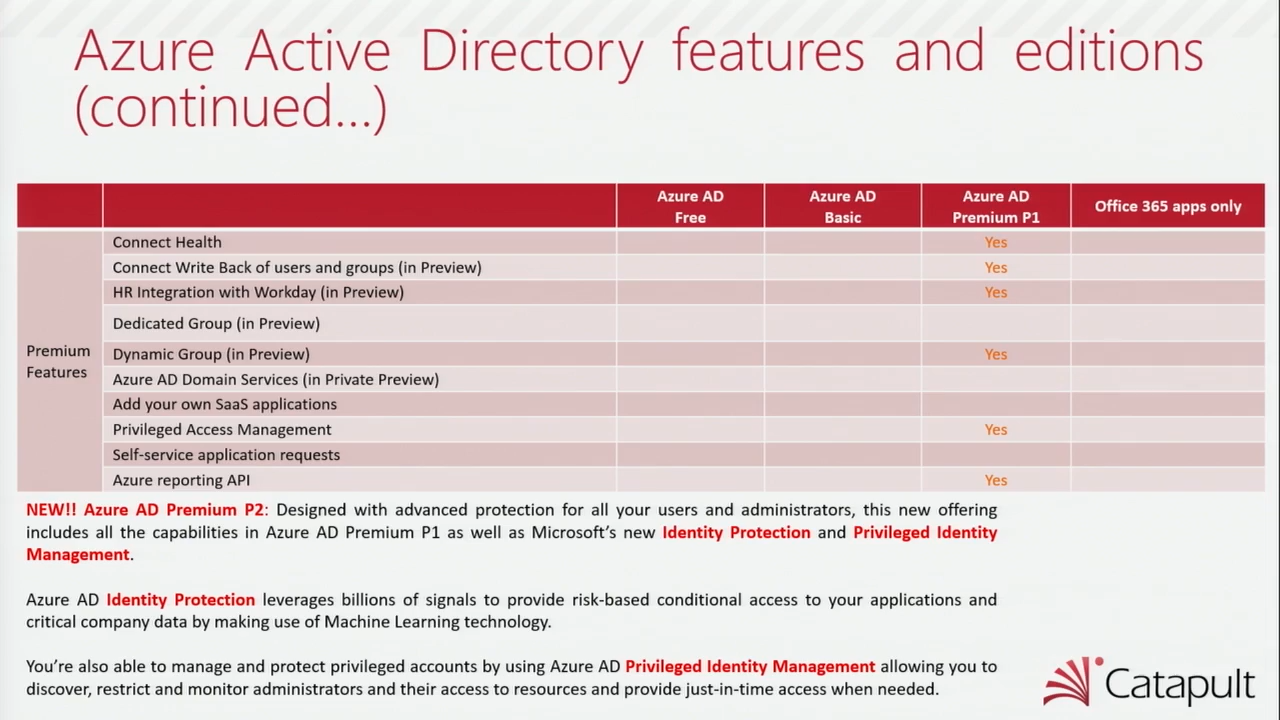 Azure Active Directory features and editions
(continued...)
Azure AD Free	Azure AD Basic	Azure AD Premium P1	Office 365 apps only
Premium Features
Connect Health	Yes
Connect Write Back of users and groups (in Preview)	Yes
HR Integration with Workday (in Preview)	Yes
Dedicated Group (in Preview)
Dynamic Group (in Preview)	Yes
Azure AD Domain Services (in Private Preview)
Add your own SaaS applications
Privileged Access Management	Yes
Self-service application requests
Azure reporting API	Yes
NEW!! Azure AD Premium P2: Designed with advanced protection for all your users and administrators, this new offering
includes all the capabilities in Azure AD Premium P1 as well as Microsoft's new Identity Protection and Privileged Identity
Management.
Azure AD Identity Protection leverages billions of signals to provide risk-based conditional access to your applications and
critical company data by making use of Machine Learning technology.
You're also able to manage and protect privileged accounts by using Azure AD Privileged Identity Management allowing you to
discover, restrict and monitor administrators and their access to resources and provide just-in-time access when needed.
Catapult